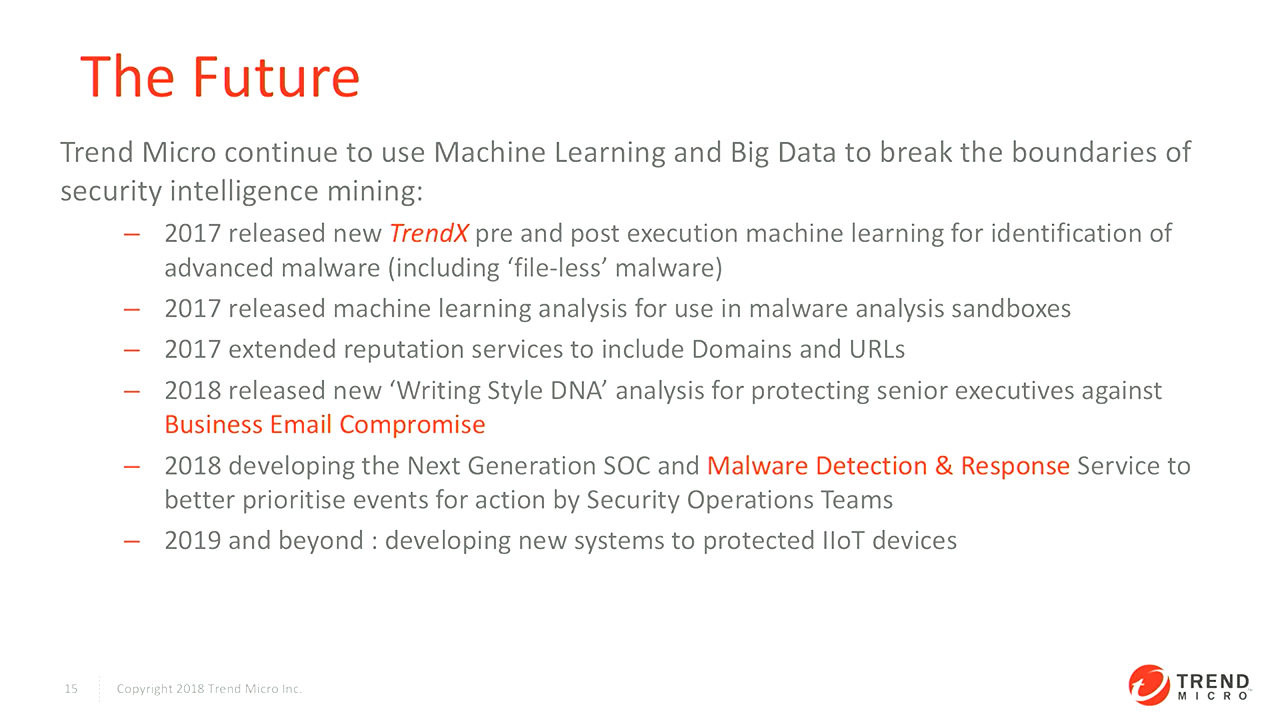 The Future
Trend Micro continue to use Machine Learning and Big Data to break the boundaries of
security intelligence mining:
– 2017 released new TrendX pre and post execution machine learning for identification of
advanced malware (including ‘file-less’ malware)
– 2017 released machine learning analysis for use in malware analysis sandboxes
– 2017 extended reputation services to include Domains and URLs
– 2018 released new ‘Writing Style DNA’ analysis for protecting senior executives against
Business Email Compromise
– 2018 developing the Next Generation SOC and Malware Detection & Response Service to
better prioritise events for action by Security Operations Teams
– 2019 and beyond : developing new systems to protected IIoT devices
15
Copyright 2018 Trend Micro Inc.
TREND
MICRO™